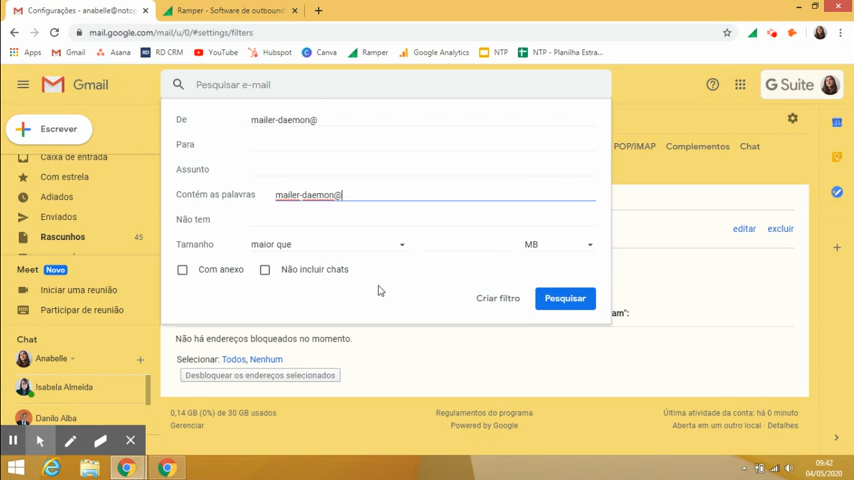 Configurações - anabelle@notop
Ramper - Software de outbound
mail.google.com/mail/u/0/#settings/filters
Apps Gmail Asana RD CRM YouTube Hubspot Canva Ramper Google Analytics NTP NTP - Planilha Estra...
Gmail
Pesquisar e-mail
G Suite
Escrever
De mailer-daemon@
Para
Assunto
Contém as palavras mailer-daemon@
Não tem
Tamanho maior que MB
Com anexo Não incluir chats
Criar filtro Pesquisar
POP/IMAP Complementos Chat
editar excluir
am":
Caixa de entrada
Com estrela
Adiados
Enviados
Rascunhos 45
Meet Novo
Iniciar uma reunião
Participar de reunião
Chat
Anabelle
Isabela Almeida
Danilo Alba
Não há endereços bloqueados no momento.
Selecionar: Todos, Nenhum
Desbloquear os endereços selecionados
0,14 GB (0%) de 30 GB usados
Gerenciar
Regulamentos do programa
Powered by Google
Última atividade da conta: há 0 minuto
Aberta em um outro local - Detalhes
09:42
04/05/2020